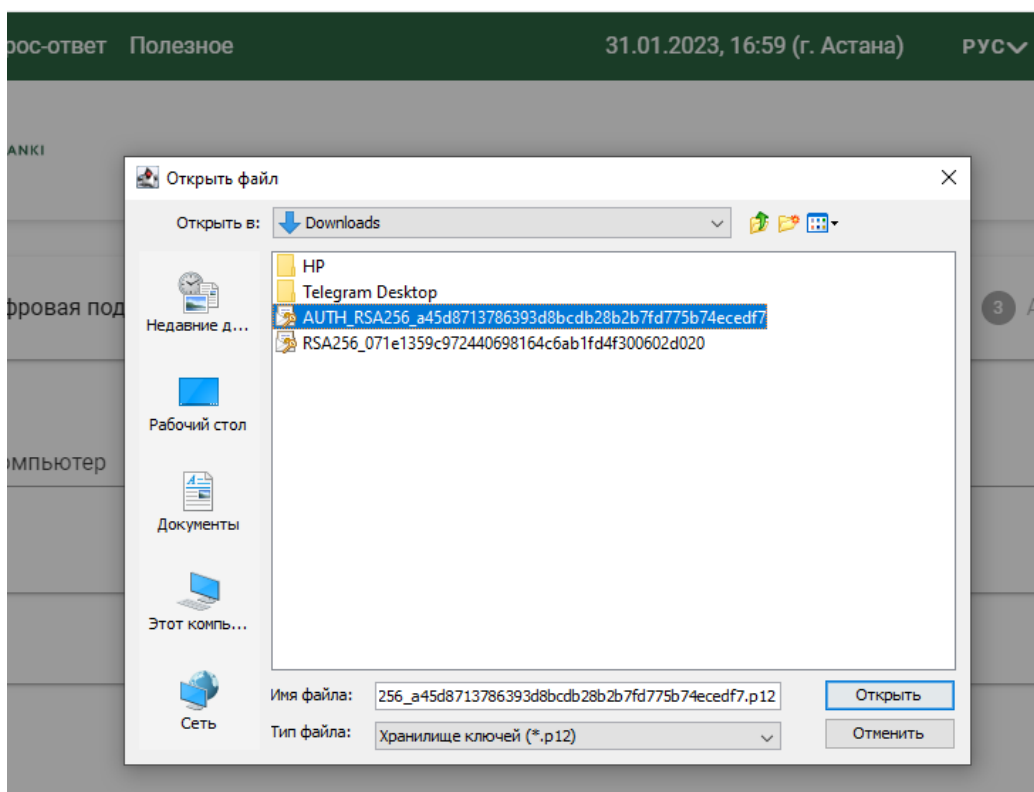 рос-ответ Полезное 31.01.2023, 16:59 (г. Астана) РУС
ANKI
Открыть файл
Открыть в: Downloads
HP
Telegram Desktop
AUTH_RSA256_a45d8713786393d8bcdb28b2b7fd775b74ecedf7
RSA256_071e1359c972440698164c6ab1fd4f300602d020
фровая под
3
Недавние д...
Рабочий стол
омпьютер
Документы
Этот компь...
Сеть
Имя файла: 256_a45d8713786393d8bcdb28b2b7fd775b74ecedf7.p12 Открыть
Тип файла: Хранилище ключей (*.p12) Отменить